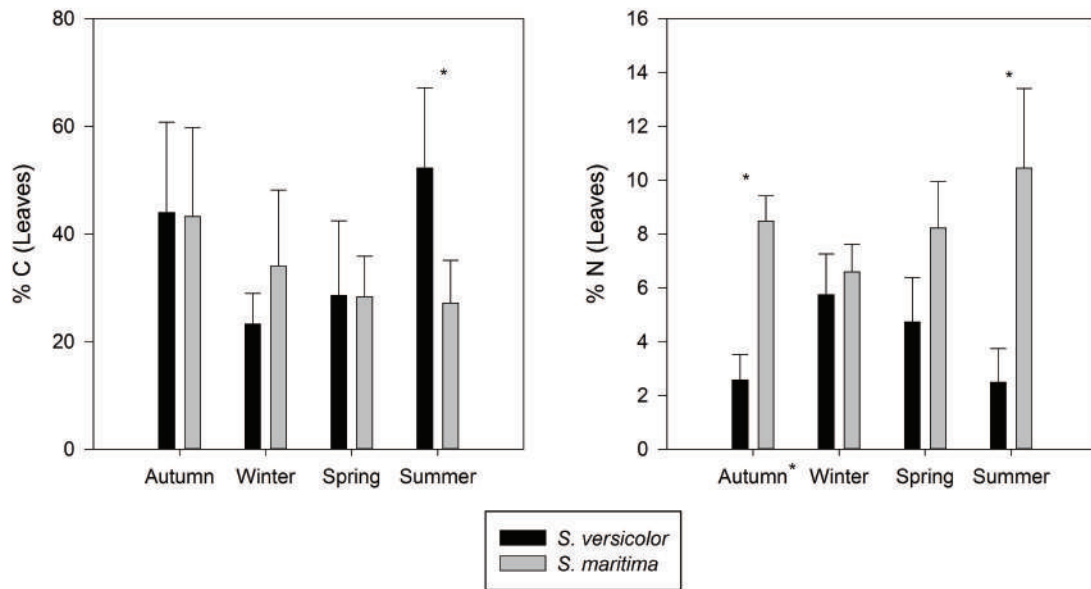 % C (Leaves)
80
60
40
20
0
*
Autumn Winter Spring Summer
% N (Leaves)
16
14
12
10
8
6
4
2
0
*
*
Autumn* Winter Spring Summer
S. versicolor
S. maritima